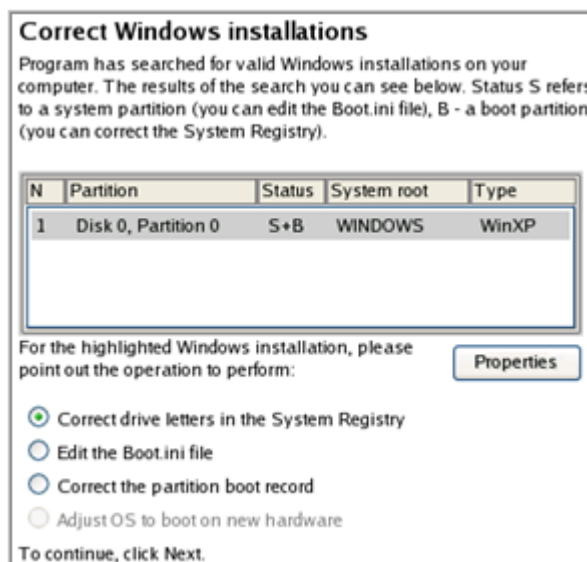 Correct Windows installations
Program has searched for valid Windows installations on your
computer. The results of the search you can see below. Status S refers
to a system partition (you can edit the Boot.ini file), B - a boot partition
(you can correct the System Registry).
N Partition Status System root Type
1 Disk 0, Partition 0 S+B WINDOWS WinXP
For the highlighted Windows installation, please
point out the operation to perform:
Properties
Correct drive letters in the System Registry
Edit the Boot.ini file
Correct the partition boot record
Adjust OS to boot on new hardware
To continue, click Next.